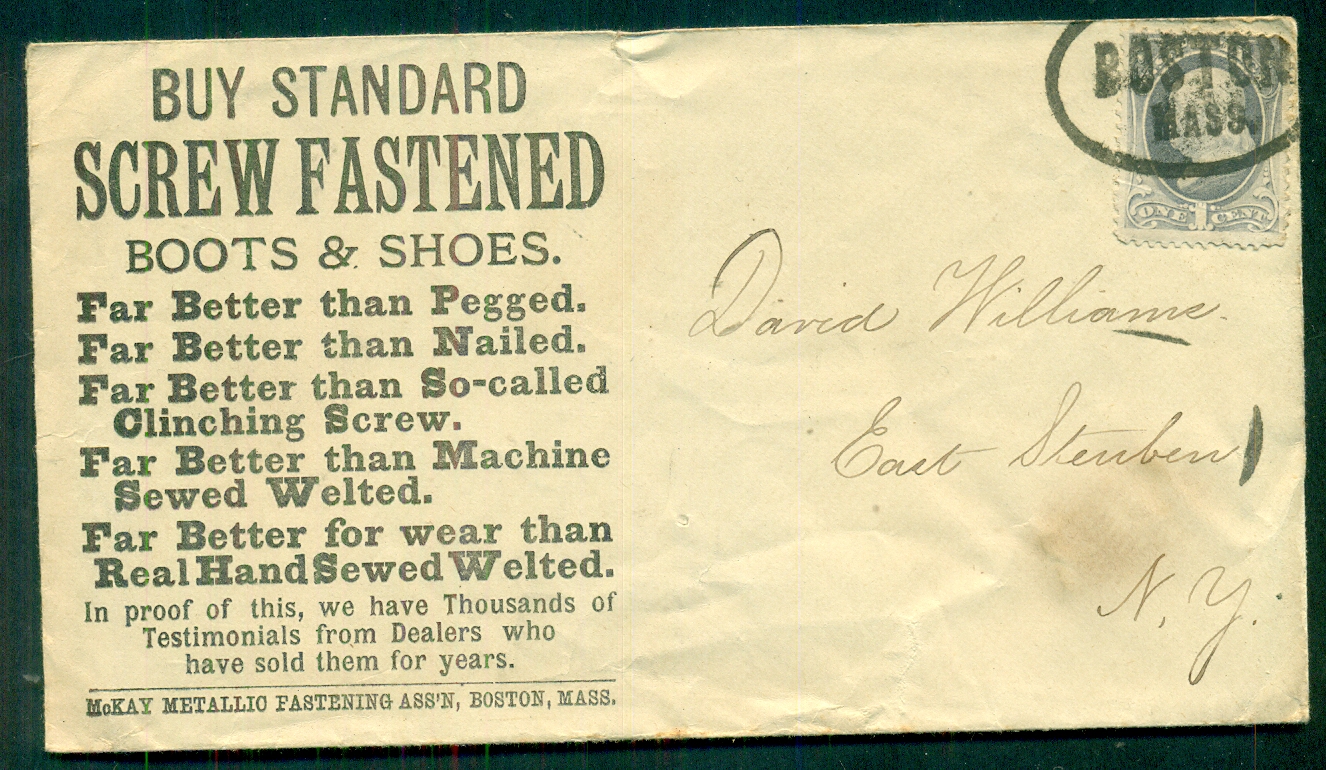 BUY STANDARD
SCREW FASTENED
BOOTS & SHOES.
Far Better than Pegged.
Far Better than Nailed.
Far Better than So-called
Clinching Screw.
Far Better than Machine
Sewed Welted.
Far Better for wear than
Real Hand Sewed Welted.
In proof of this, we have Thousands of
Testimonials from Dealers who
have sold them for years.
McKAY METALLIC FASTENING ASS'N, BOSTON, MASS.
BOSTON
MASS.
ONE 1 CENT
David Williams.
East Steuben
N. Y.